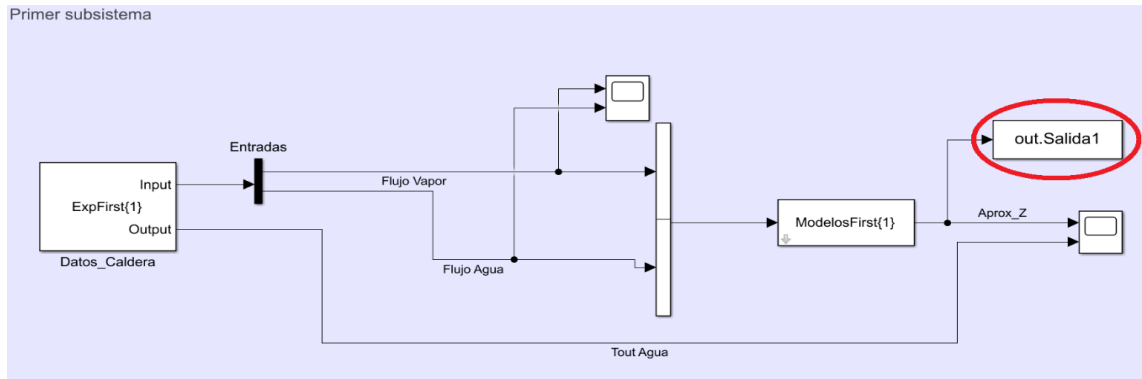 Primer subsistema
out.Salida1
Entradas
Flujo Vapor
Input
ExpFirst{1}
Output
Datos_Caldera
Flujo Agua
ModelosFirst{1}
Aprox_Z
Tout Agua